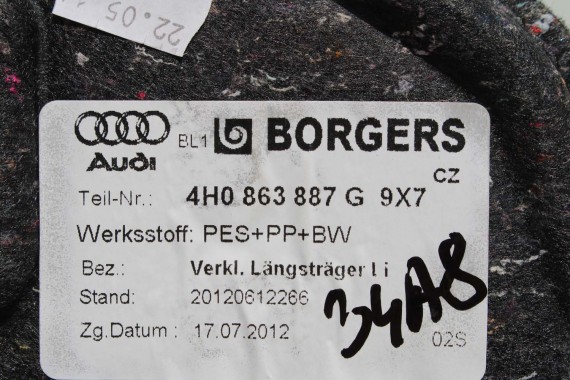 22.05
Audi BL1 BORGERS
CZ
Teil-Nr.: 4H0 863 887 G 9X7
Werksstoff: PES+PP+BW
Bez.: Verkl. Längsträger l i
Stand: 20120612266
Zg.Datum : 17.07.2012
02S